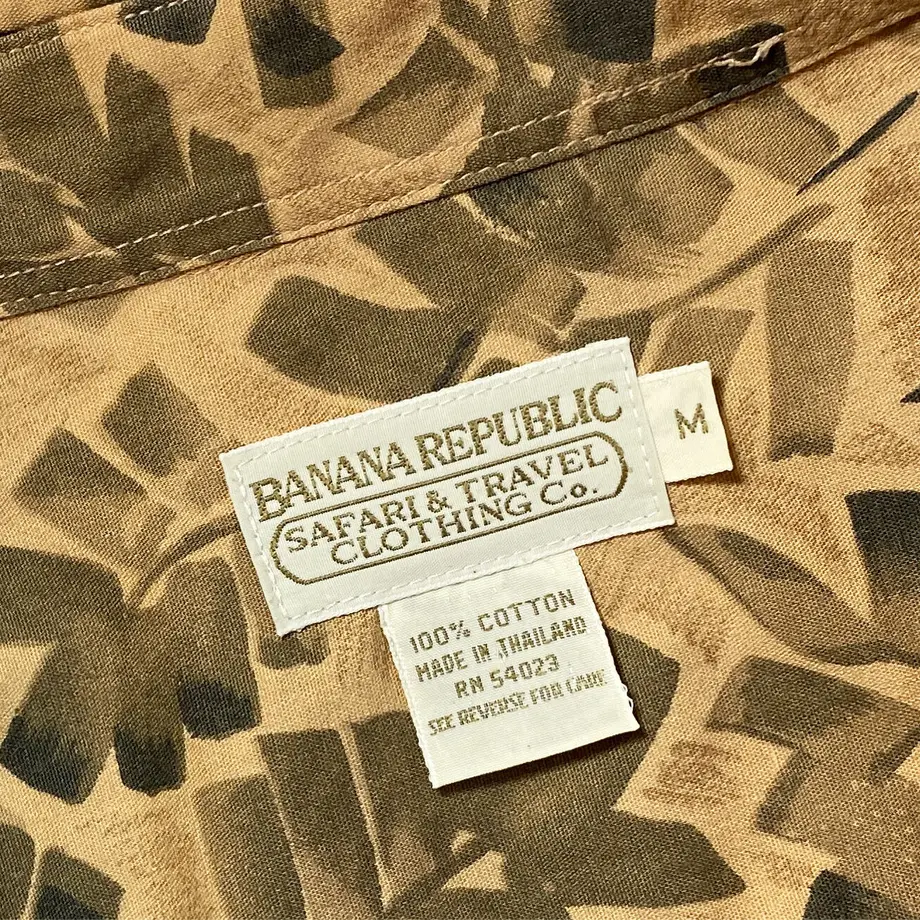 BANANA REPUBLIC
SAFARI & TRAVEL
CLOTHING Co.
M
100% COTTON
MADE IN THAILAND
RN 54023
SEE REVERSE FOR CARE